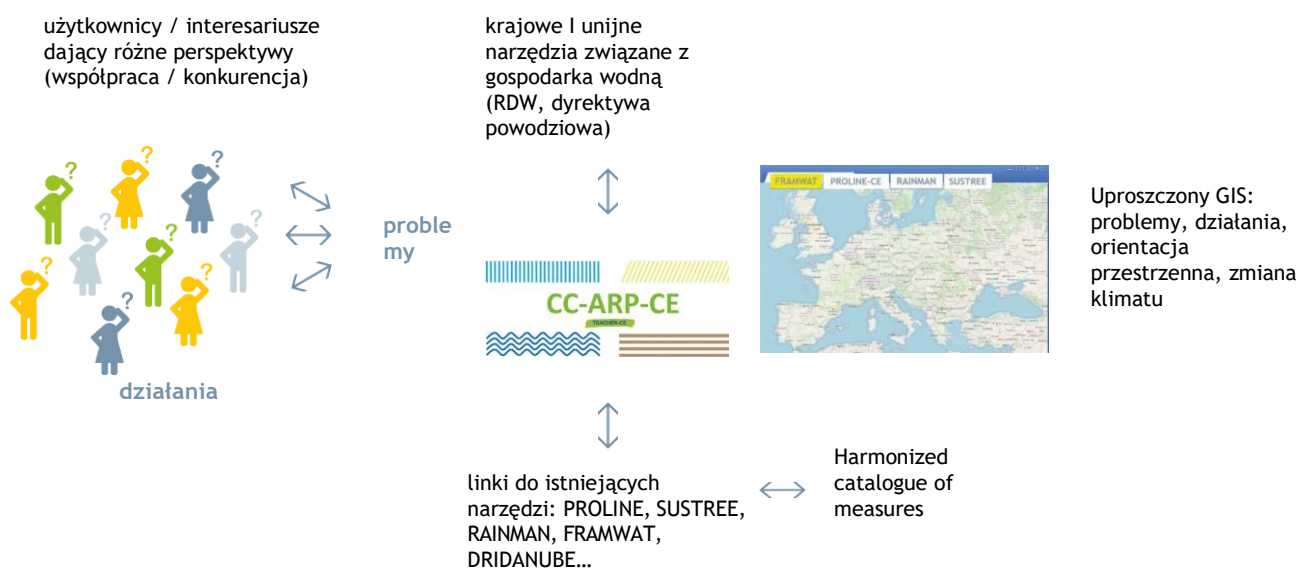 użytkownicy / interesariusze
dający różne perspektywy
(współpraca / konkurencja)
krajowe I unijne
narzędzia związane z
gospodarka wodną
(RDW, dyrektywa
powodziowa)
?
?
?
?
?
?
?
?
?
działania
proble
my
CC-ARP-CE
TEACHER-CE
FRAMWAT PROLINE-CE RAINMAN SUSTREE
Uproszczony GIS:
problemy, działania,
orientacja
przestrzenna, zmiana
klimatu
linki do istniejących
narzędzi: PROLINE, SUSTREE,
RAINMAN, FRAMWAT,
DRIDANUBE…
Harmonized
catalogue of
measures